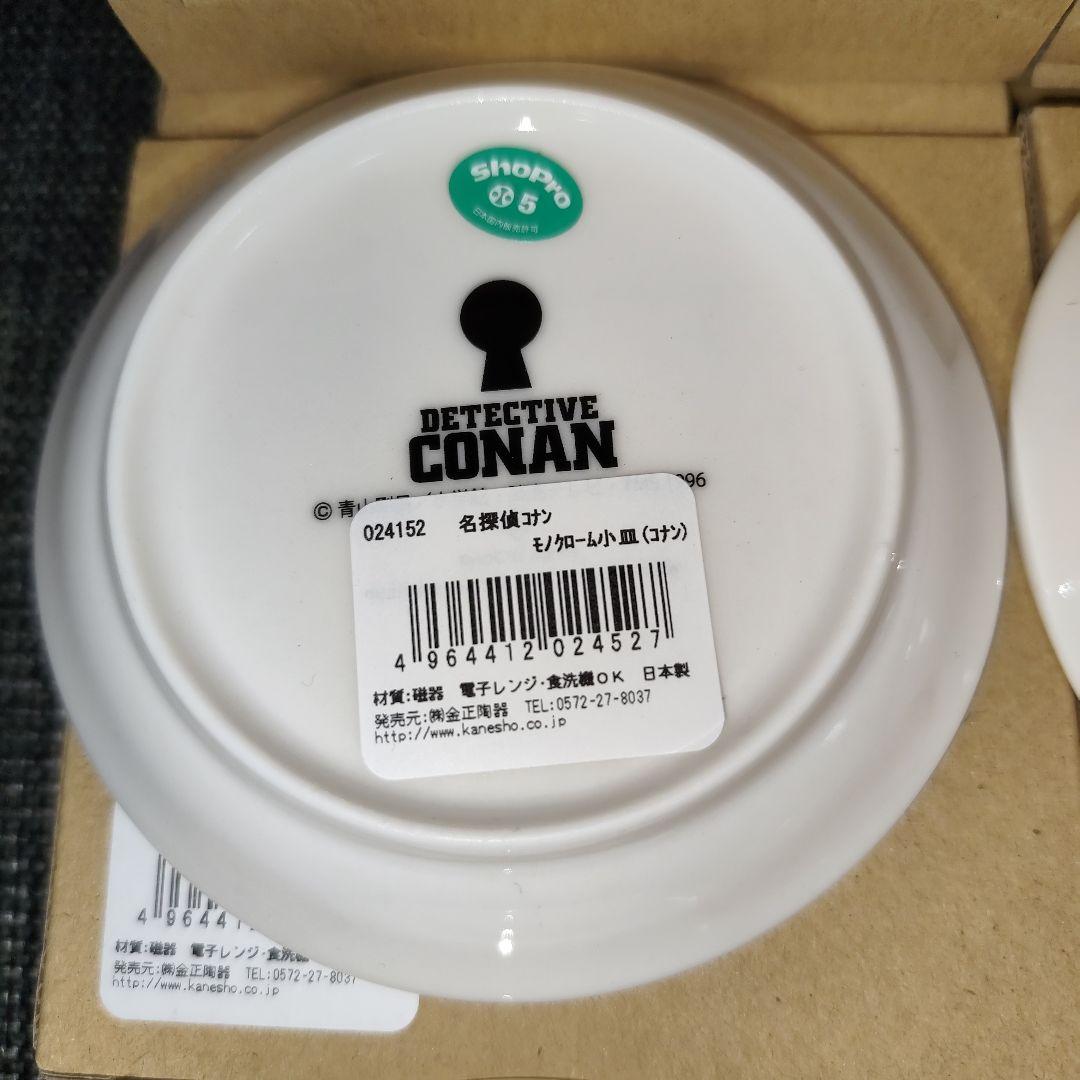 ShoPro
5
日本国内販売許可
DETECTIVE
CONAN
© 青山
96
024152 名探偵コナン
モノクローム小皿(コナン)
4 964412 024527
材質:磁器 電子レンジ・食洗機OK 日本製
発売元:㈱金正陶器 TEL:0572-27-8037
http://www.kanesho.co.jp
4 96441
材質:磁器 電子レンジ・食洗機
発売元:㈱金正陶器 TEL:0572-27-8037
http://www.kanesho.co.jp